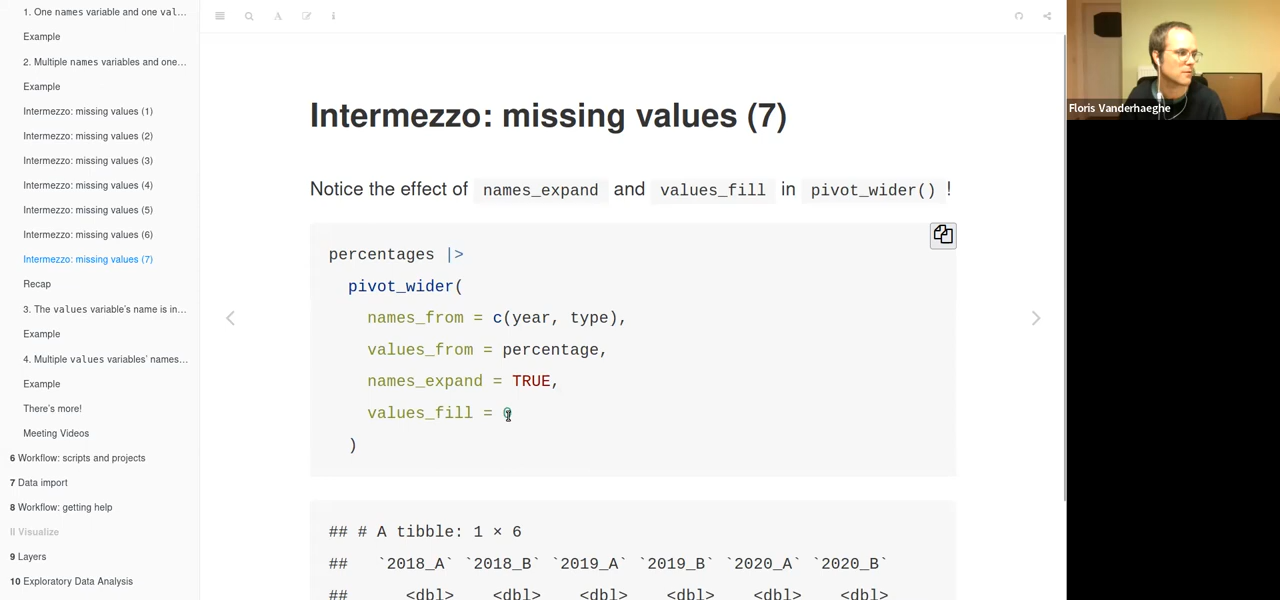 1. One names variable and one val...
Example
2. Multiple names variables and one...
Example
Intermezzo: missing values (1)
Intermezzo: missing values (2)
Intermezzo: missing values (3)
Intermezzo: missing values (4)
Intermezzo: missing values (5)
Intermezzo: missing values (6)
Intermezzo: missing values (7)
Recap
3. The values variable's name is in...
Example
4. Multiple values variables' names...
Example
There's more!
Meeting Videos
6 Workflow: scripts and projects
7 Data import
8 Workflow: getting help
II Visualize
9 Layers
10 Exploratory Data Analysis
Intermezzo: missing values (7)
Notice the effect of names_expand and values_fill in pivot_wider() !
percentages |>
pivot_wider(
names_from = c(year, type),
values_from = percentage,
names_expand = TRUE,
values_fill = 0
)
## # A tibble: 1 × 6
## `2018_A` `2018_B` `2019_A` `2019_B` `2020_A` `2020_B`
## <dbl> <dbl> <dbl> <dbl> <dbl> <dbl>
Floris Vanderhaeghe